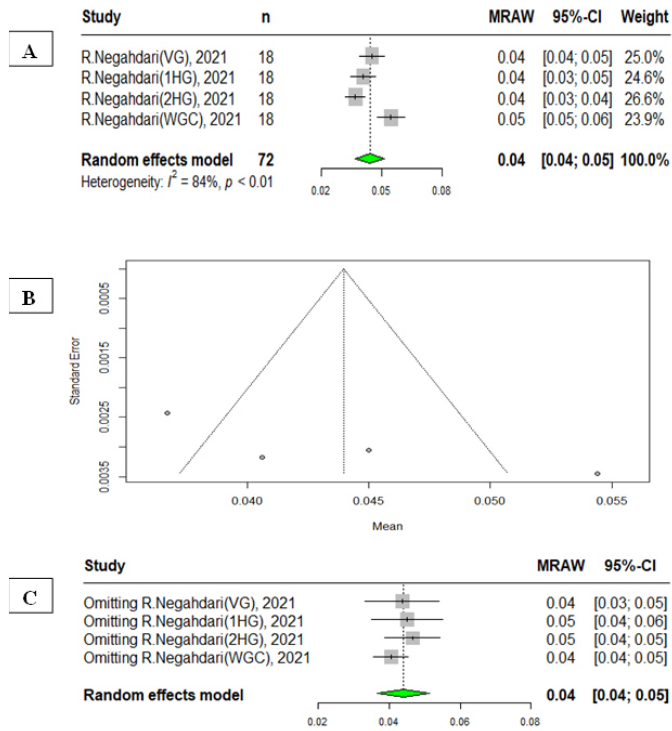 A
Study n MRAW 95%-CI Weight
R.Negahdari(VG), 2021 18 0.04 [0.04; 0.05] 25.0%
R.Negahdari(1HG), 2021 18 0.04 [0.03; 0.05] 24.6%
R.Negahdari(2HG), 2021 18 0.04 [0.03; 0.04] 26.6%
R.Negahdari(WGC), 2021 18 0.05 [0.05; 0.06] 23.9%
Random effects model 72 0.04 [0.04; 0.05] 100.0%
Heterogeneity: I² = 84%, p < 0.01
0.02 0.05 0.08
B
Standard Error
0.0005
0.0015
0.0025
0.0035
0.040 0.045 0.050 0.055
Mean
C
Study MRAW 95%-CI
Omitting R.Negahdari(VG), 2021 0.04 [0.03; 0.05]
Omitting R.Negahdari(1HG), 2021 0.05 [0.04; 0.06]
Omitting R.Negahdari(2HG), 2021 0.05 [0.04; 0.05]
Omitting R.Negahdari(WGC), 2021 0.04 [0.04; 0.05]
Random effects model 0.04 [0.04; 0.05]
0.02 0.04 0.06 0.08